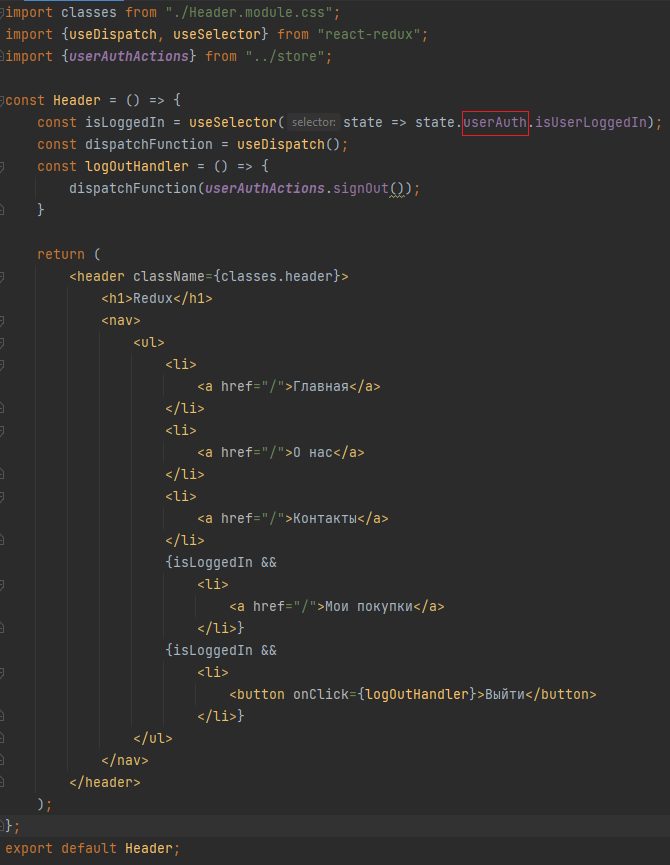 import classes from "./Header.module.css";
import {useDispatch, useSelector} from "react-redux";
import {userAuthActions} from "../store";

const Header = () => {
    const isLoggedIn = useSelector( selector: state => state.userAuth.isUserLoggedIn);
    const dispatchFunction = useDispatch();
    const logOutHandler = () => {
        dispatchFunction(userAuthActions.signOut());
    }

    return (
        <header className={classes.header}>
            <h1>Redux</h1>
            <nav>
                <ul>
                    <li>
                        <a href="/">Главная</a>
                    </li>
                    <li>
                        <a href="/">О нас</a>
                    </li>
                    <li>
                        <a href="/">Контакты</a>
                    </li>
                    {isLoggedIn &&
                        <li>
                            <a href="/">Мои покупки</a>
                        </li>}
                    {isLoggedIn &&
                        <li>
                            <button onClick={logOutHandler}>Выйти</button>
                        </li>}
                </ul>
            </nav>
        </header>
    );
};
export default Header;